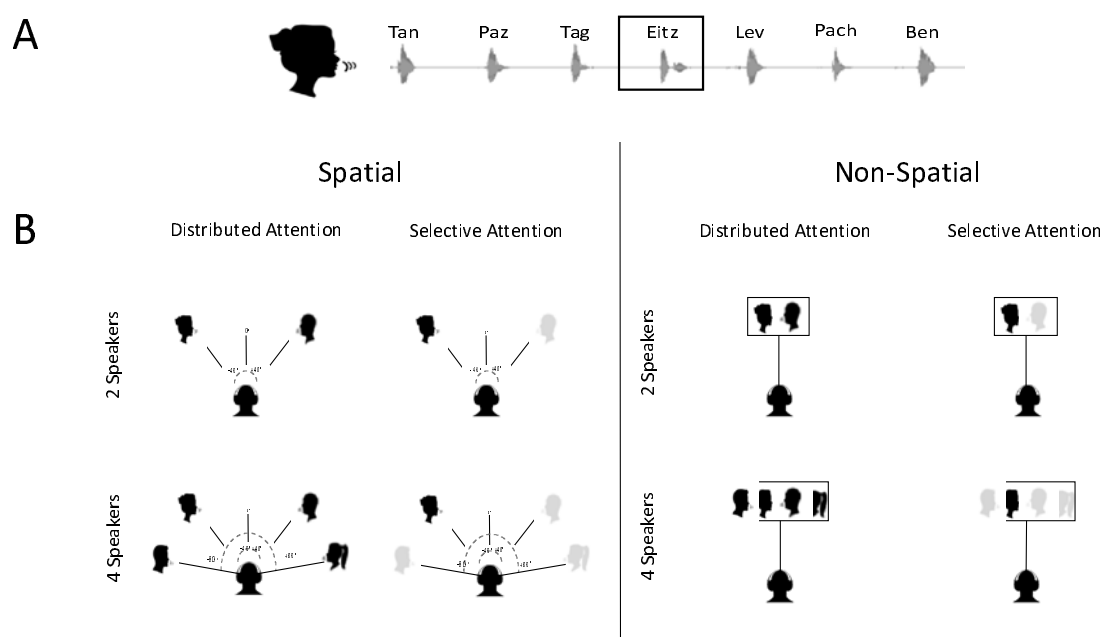 A
Tan Paz Tag Eitz Lev Pach Ben
Spatial Non-Spatial
B
Distributed Attention Selective Attention Distributed Attention Selective Attention
2 Speakers
2 Speakers
4 Speakers
4 Speakers